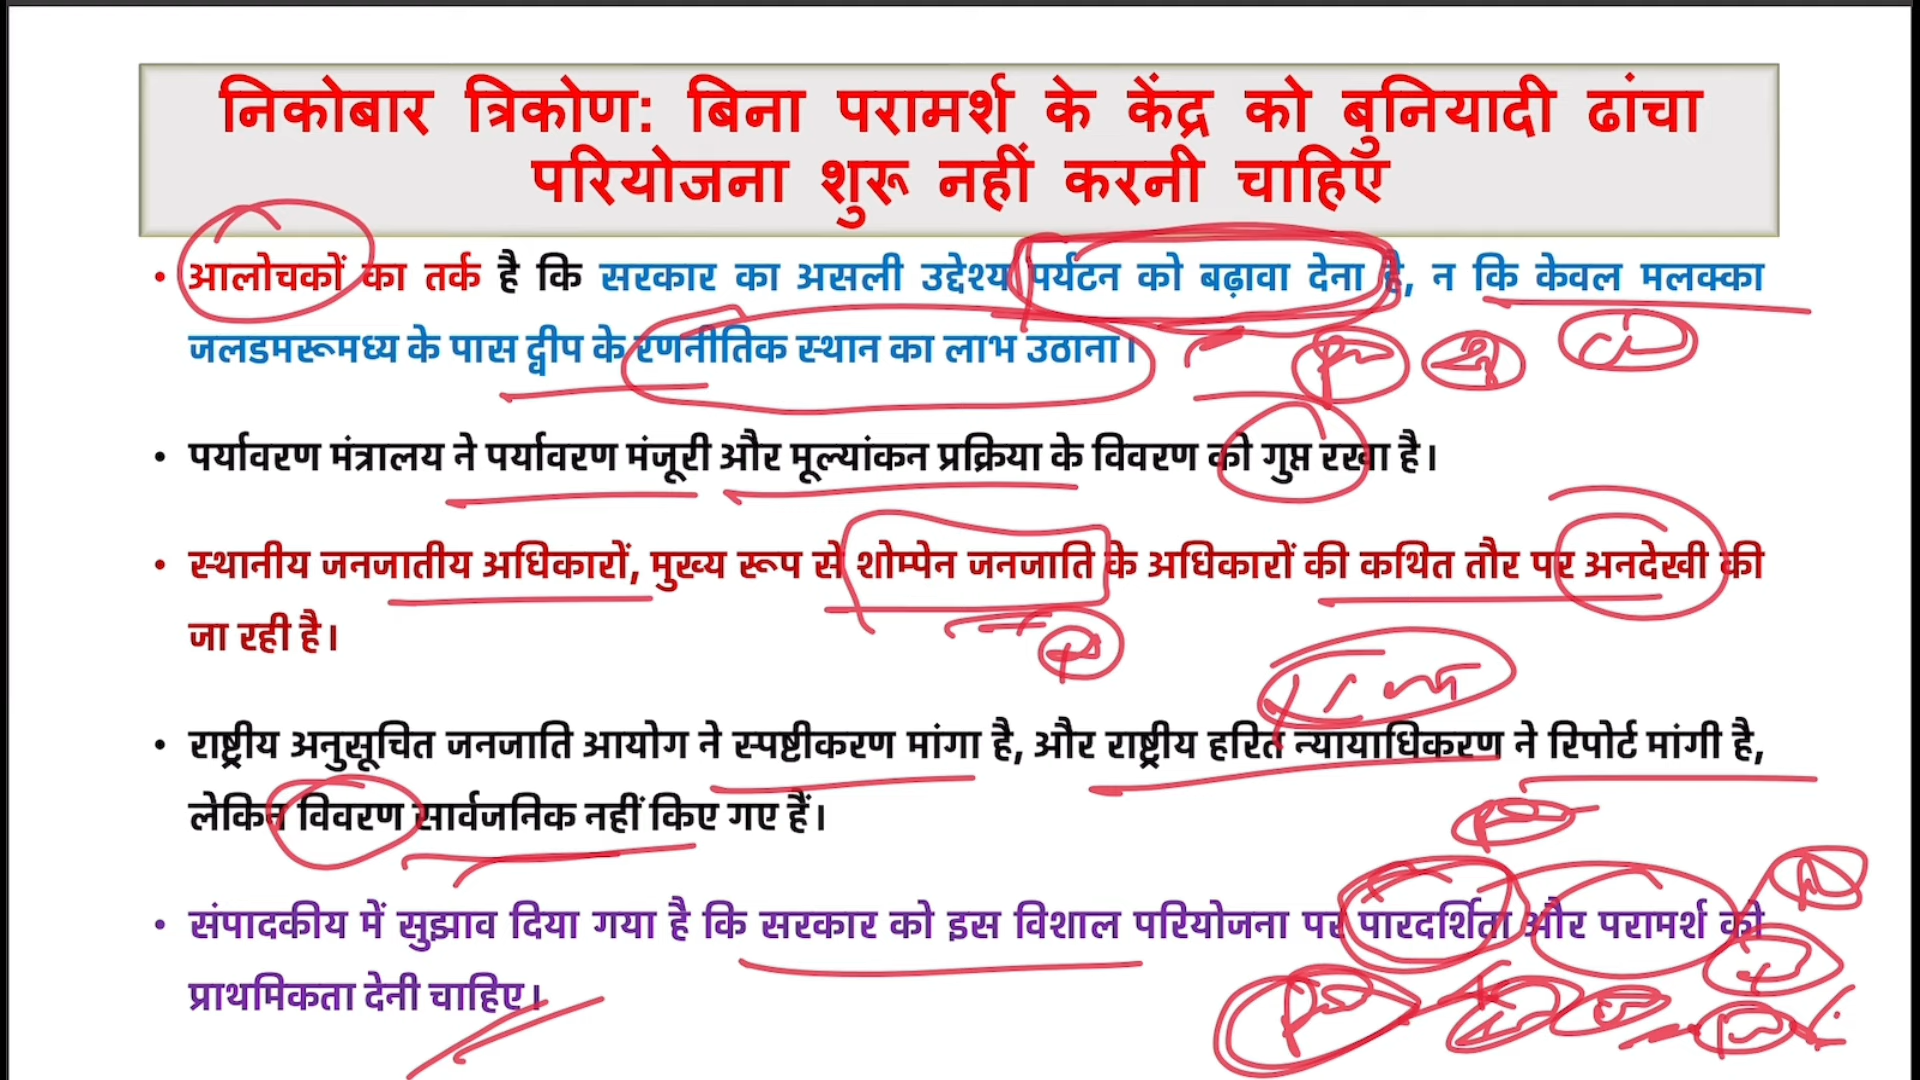 निकोबार त्रिकोण: बिना परामर्श के केंद्र को बुनियादी ढांचा
परियोजना शुरू नहीं करनी चाहिए
• आलोचकों का तर्क है कि सरकार का असली उद्देश्य पर्यटन को बढ़ावा देना है, न कि केवल मलक्का
जलडमरूमध्य के पास द्वीप के रणनीतिक स्थान का लाभ उठाना।
• पर्यावरण मंत्रालय ने पर्यावरण मंजूरी और मूल्यांकन प्रक्रिया के विवरण को गुप्त रखा है।
• स्थानीय जनजातीय अधिकारों, मुख्य रूप से शोम्पेन जनजाति के अधिकारों की कथित तौर पर अनदेखी की
जा रही है।
• राष्ट्रीय अनुसूचित जनजाति आयोग ने स्पष्टीकरण मांगा है, और राष्ट्रीय हरित न्यायाधिकरण ने रिपोर्ट मांगी है,
लेकिन विवरण सार्वजनिक नहीं किए गए हैं।
• संपादकीय में सुझाव दिया गया है कि सरकार को इस विशाल परियोजना पर पारदर्शिता और परामर्श को
प्राथमिकता देनी चाहिए।